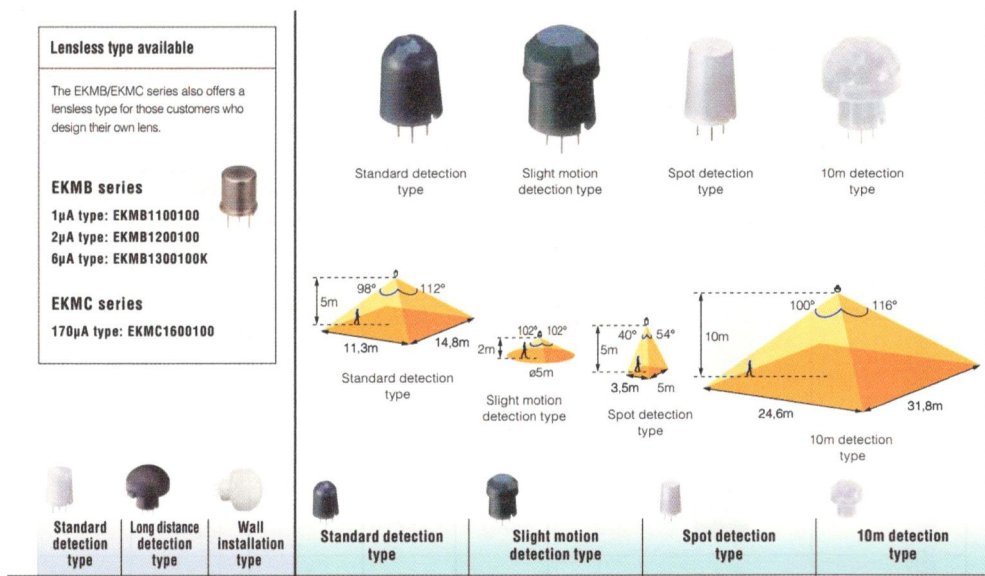 Lensless type available
The EKMB/EKMC series also offers a
lensless type for those customers who
design their own lens.
EKMB series
1µA type: EKMB1100100
2µA type: EKMB1200100
6µA type: EKMB1300100K
EKMC series
170µA type: EKMC1600100
Standard
detection
type
Long distance
detection
type
Wall
installation
type
Standard detection
type
Slight motion
detection type
Spot detection
type
10m detection
type
98° 112°
5m
11.3m
14,8m
Standard detection
type
102° 102°
2m
ø5m
Slight motion
detection type
40° 54°
5m
3,5m 5m
Spot detection
type
100° 116°
10m
24,6m
31,8m
10m detection
type
Standard detection
type
Slight motion
detection type
Spot detection
type
10m detection
type